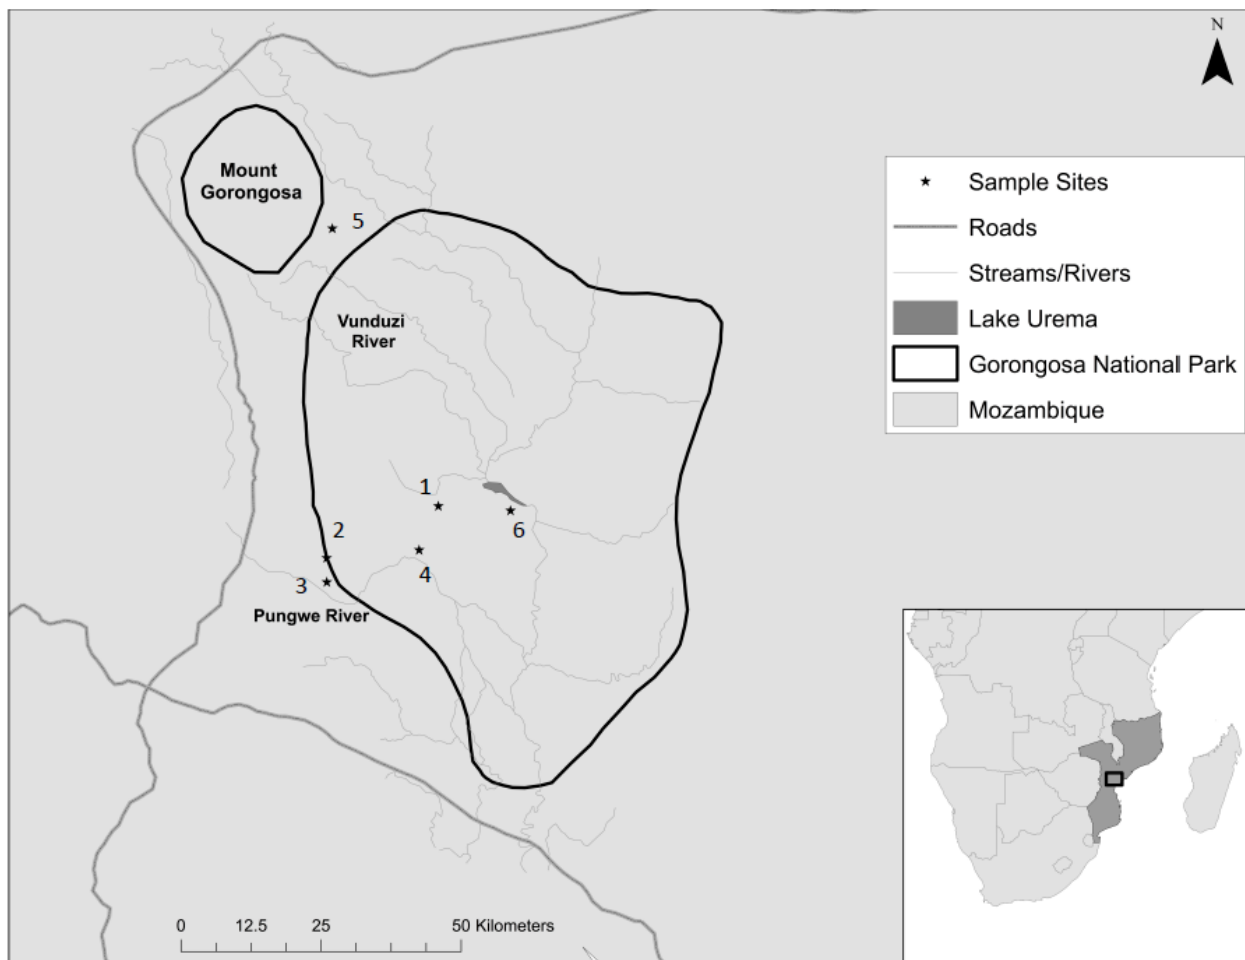 N
Mount
Gorongosa
5
Sample Sites
Roads
Streams/Rivers
Lake Urema
Gorongosa National Park
Mozambique
Vunduzi
River
1
2
6
3
4
Pungwe River
0 12.5 25 50 Kilometers